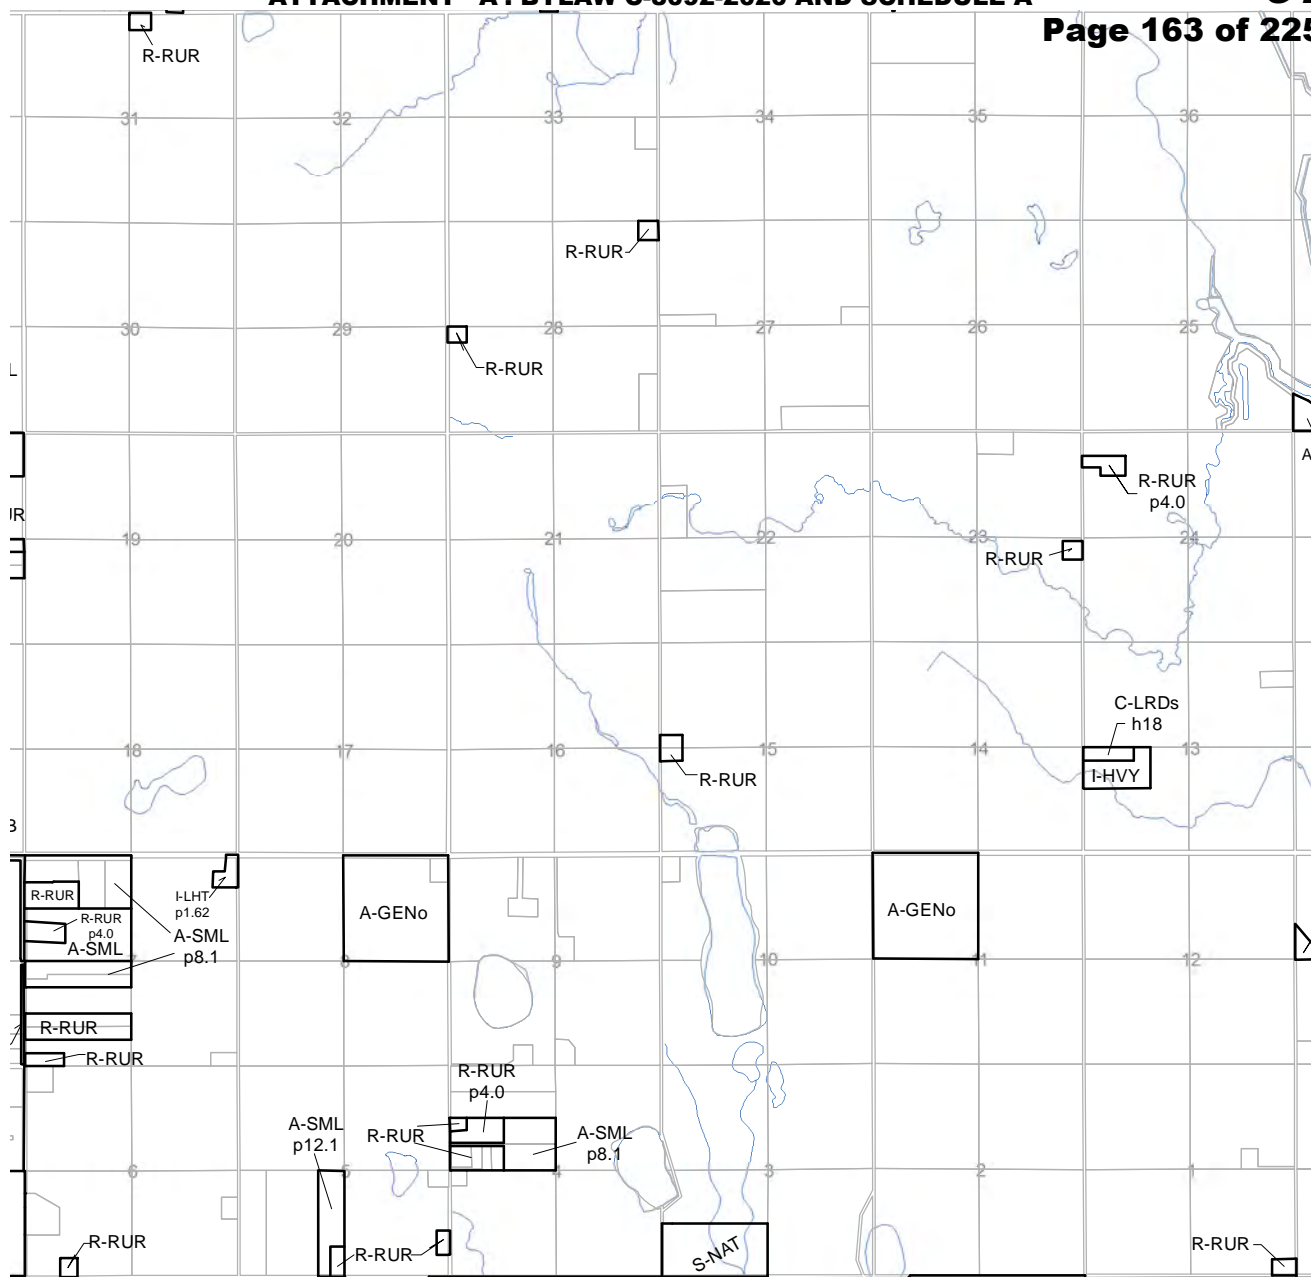 Page 163 of 225
R-RUR
31
32
33
34
35
36
R-RUR
30
29
28
27
26
25
R-RUR
R-RUR
p4.0
19
20
21
22
23
24
R-RUR
C-LRDs
h18
18
17
16
15
14
13
R-RUR
I-HVY
R-RUR
I-LHT
p1.62
A-GENo
A-GENo
R-RUR
p4.0
A-SML
A-SML
p8.1
8
9
10
11
12
R-RUR
R-RUR
R-RUR
p4.0
A-SML
p12.1
R-RUR
A-SML
p8.1
6
5
4
3
2
1
R-RUR
R-RUR
S-NAT
R-RUR